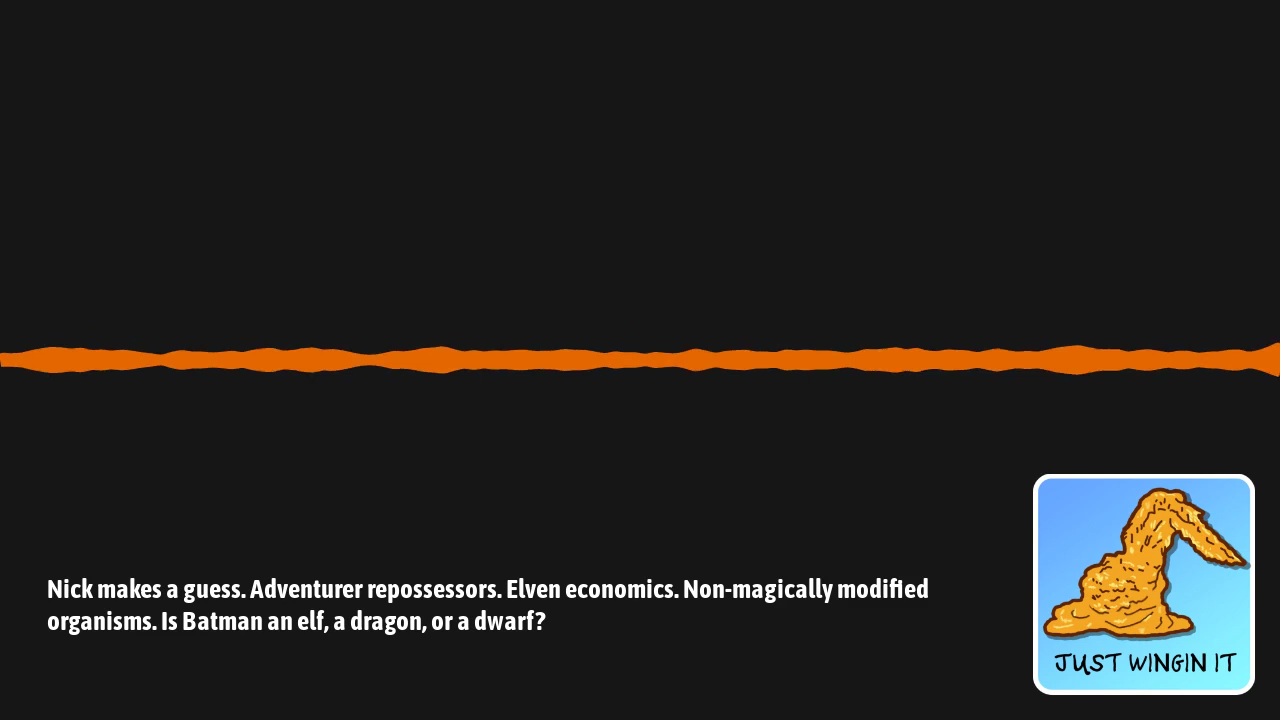 Nick makes a guess. Adventurer repossessors. Elven economics. Non-magically modified
organisms. Is Batman an elf, a dragon, or a dwarf?
JUST WINGIN IT